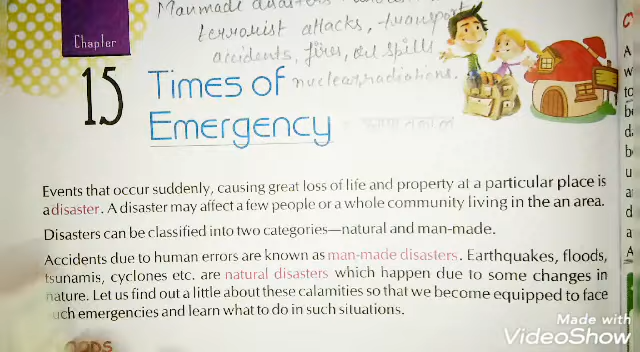 Manmade
terrorist attacks, transport
accidents, fires, oil spills
nuclear, radiations.
Chapter
15
Times of
Emergency
Events that occur suddenly, causing great loss of life and property at a particular place is
a disaster. A disaster may affect a few people or a whole community living in the an area.
Disasters can be classified into two categories—natural and man-made.
Accidents due to human errors are known as man-made disasters. Earthquakes, floods,
tsunamis, cyclones etc. are natural disasters which happen due to some changes in
nature. Let us find out a little about these calamities so that we become equipped to face
uch emergencies and learn what to do in such situations.
Made with
VideoShow